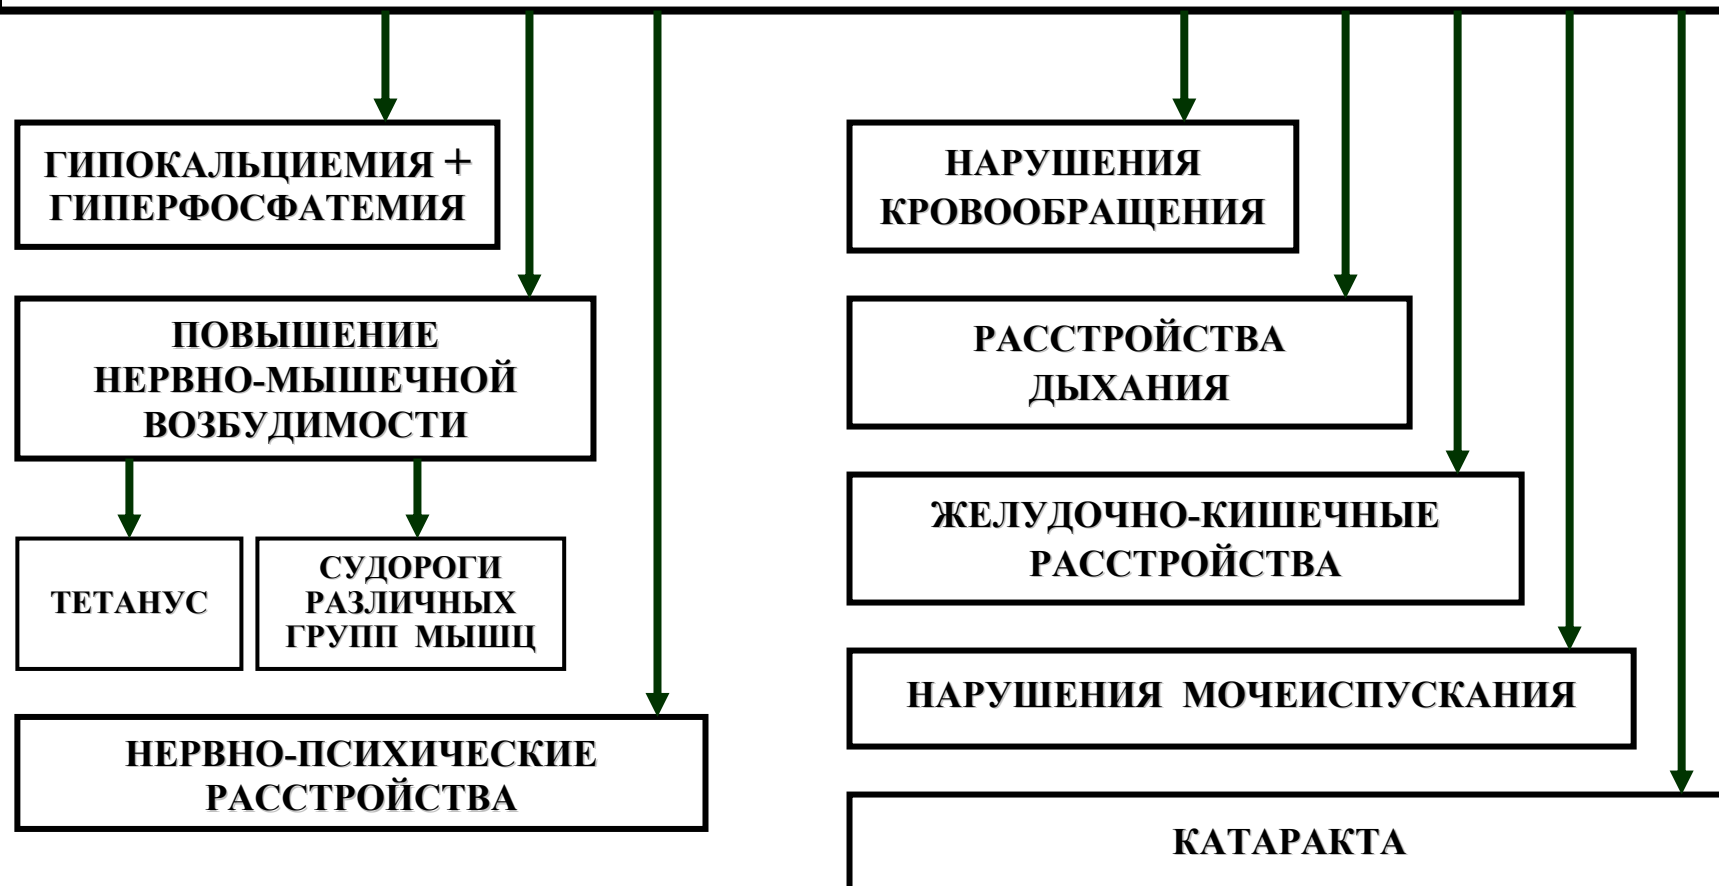 ГИПОКАЛЬЦИЕМИЯ +
ГИПЕРФОСФАТЕМИЯ
ПОВЫШЕНИЕ
НЕРВНО-МЫШЕЧНОЙ
ВОЗБУДИМОСТИ
ТЕТАНУС
СУДОРОГИ
РАЗЛИЧНЫХ
ГРУПП МЫШЦ
НЕРВНО-ПСИХИЧЕСКИЕ
РАССТРОЙСТВА
НАРУШЕНИЯ
КРОВООБРАЩЕНИЯ
РАССТРОЙСТВА
ДЫХАНИЯ
ЖЕЛУДОЧНО-КИШЕЧНЫЕ
РАССТРОЙСТВА
НАРУШЕНИЯ МОЧЕИСПУСКАНИЯ
КАТАРАКТА